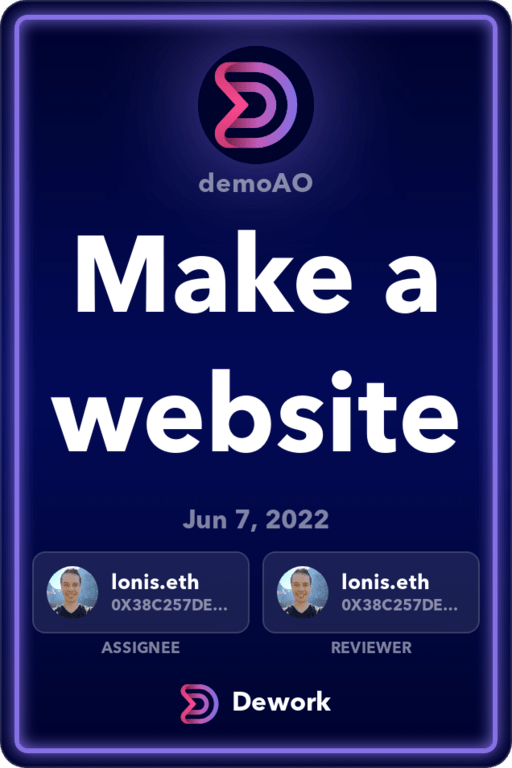 demoAO
Make a
website
Jun 7, 2022
lonis.eth
0X38C257DE...
ASSIGNEE
lonis.eth
0X38C257DE...
REVIEWER
Dework